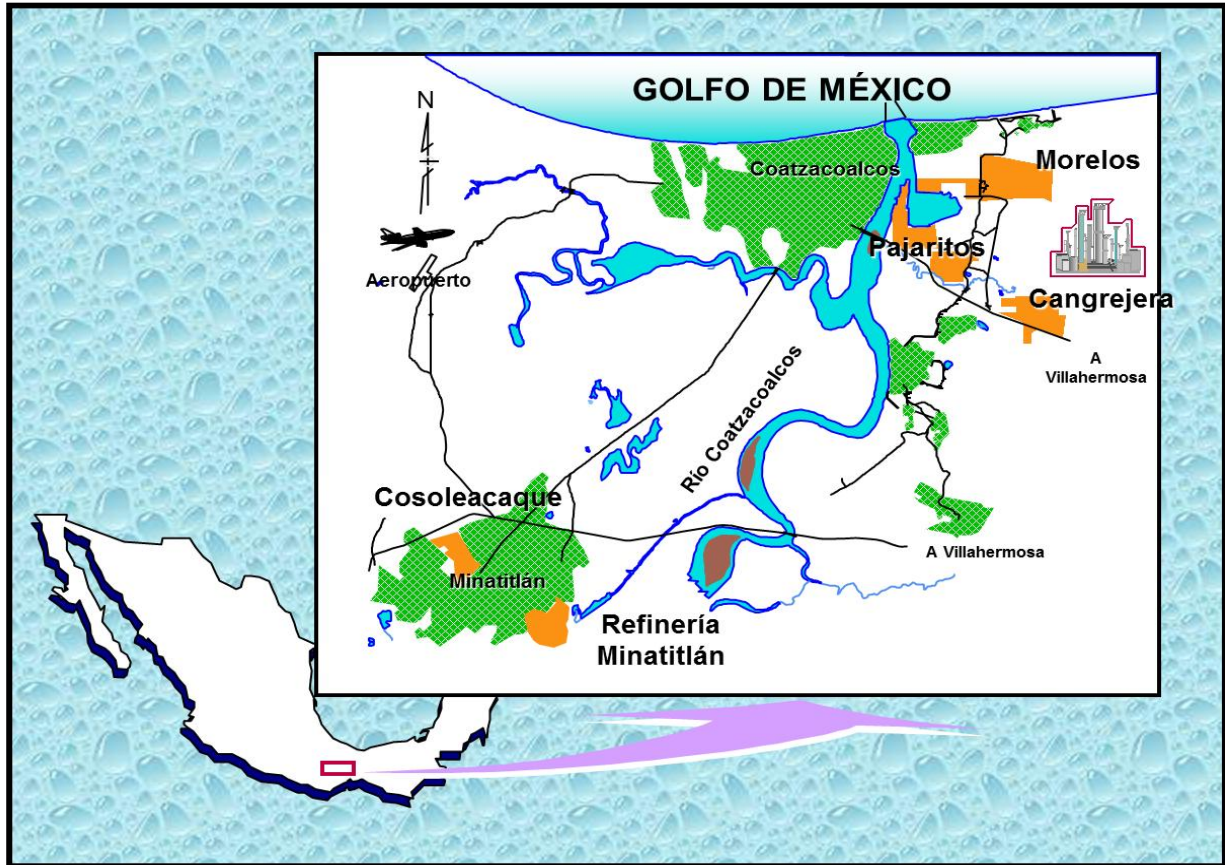 GOLFO DE MÉXICO
N
Coatzacoalcos
Morelos
Pajaritos
Aeropuerto
Cangrejera
A
Villahermosa
Río Coatzacoalcos
Cosoleacaque
A Villahermosa
Minatitlán
Refinería
Minatitlán